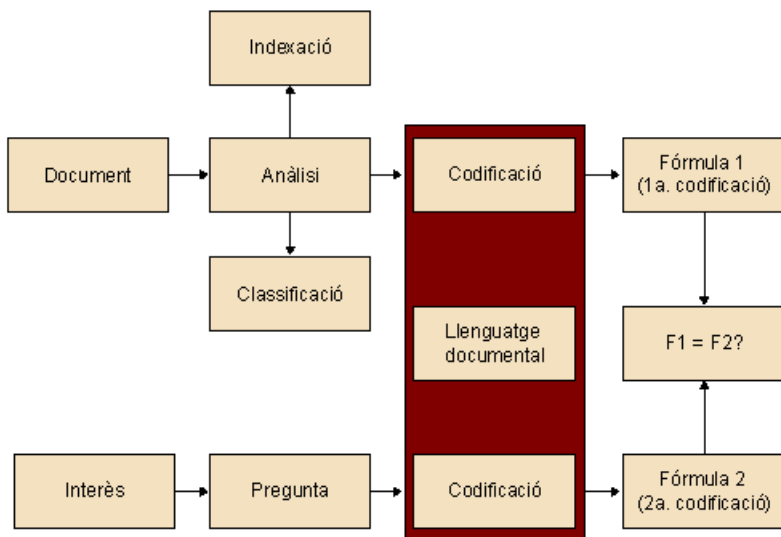 Indexació
Document
Anàlisi
Codificació
Fórmula 1
(1a. codificació)
Classificació
Llenguatge
documental
F1 = F2?
Interès
Pregunta
Codificació
Fórmula 2
(2a. codificació)